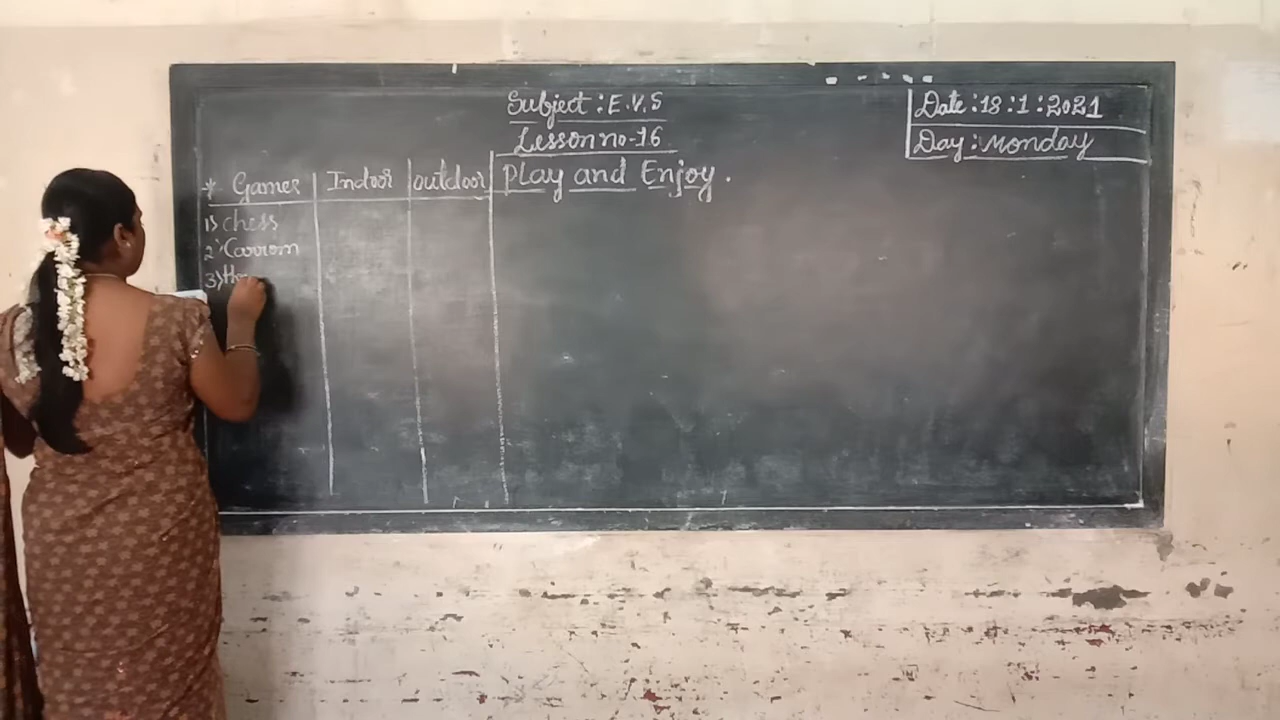 Subject : E.V.S
Lesson no-16
Play and Enjoy .
Date : 18 : 1 : 2021
Day : Monday
* Games Indoor outdoor
1) chess
2) Carrom
3)